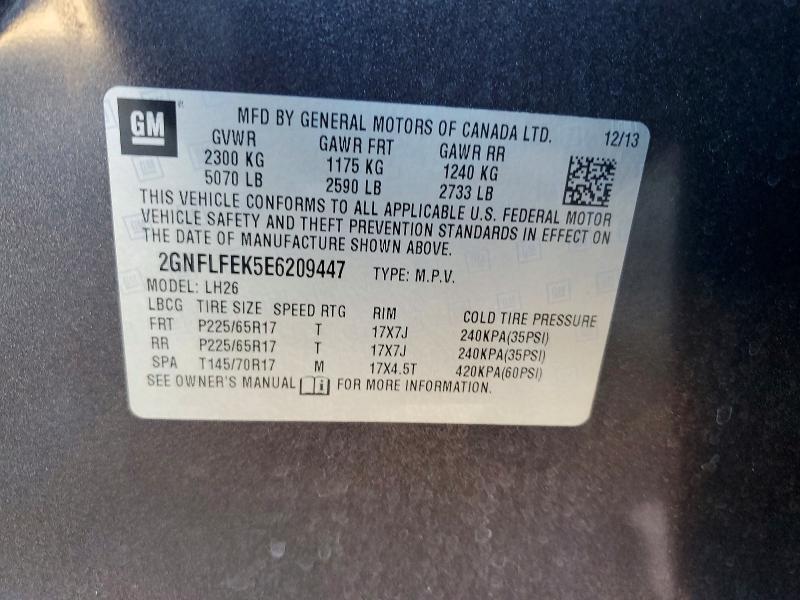 GM
MFD BY GENERAL MOTORS OF CANADA LTD. 12/13
GVWR GAWR FRT GAWR RR
2300 KG 1175 KG 1240 KG
5070 LB 2590 LB 2733 LB
THIS VEHICLE CONFORMS TO ALL APPLICABLE U.S. FEDERAL MOTOR
VEHICLE SAFETY AND THEFT PREVENTION STANDARDS IN EFFECT ON
THE DATE OF MANUFACTURE SHOWN ABOVE.
2GNFLFEK5E6209447 TYPE: M.P.V.
MODEL: LH26
LBCG TIRE SIZE SPEED RTG RIM COLD TIRE PRESSURE
FRT P225/65R17 T 17X7J 240KPA(35PSI)
RR P225/65R17 T 17X7J 240KPA(35PSI)
SPA T145/70R17 M 17X4.5T 420KPA(60PSI)
SEE OWNER'S MANUAL FOR MORE INFORMATION.